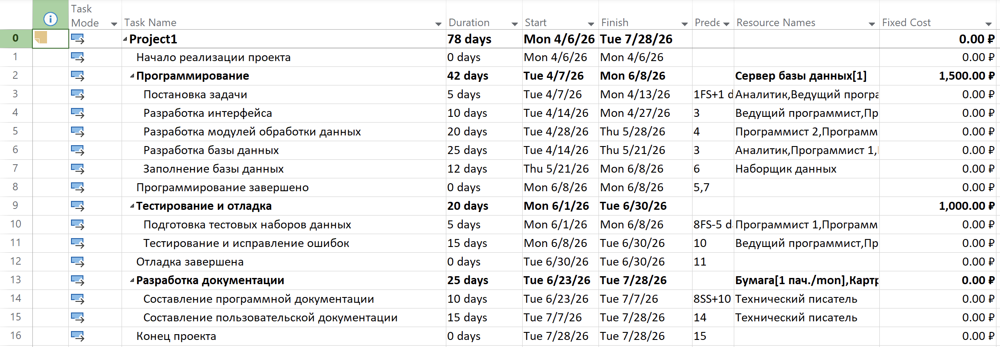 Task Mode Task Name Duration Start Finish Prede Resource Names Fixed Cost
0 Project1 78 days Mon 4/6/26 Tue 7/28/26 0.00 ₽
1 Начало реализации проекта 0 days Mon 4/6/26 Mon 4/6/26 0.00 ₽
2 Программирование 42 days Tue 4/7/26 Mon 6/8/26 Сервер базы данных[1] 1,500.00 ₽
3 Постановка задачи 5 days Tue 4/7/26 Mon 4/13/26 1FS+1 d Аналитик,Ведущий програ 0.00 ₽
4 Разработка интерфейса 10 days Tue 4/14/26 Mon 4/27/26 3 Ведущий программист,Пр 0.00 ₽
5 Разработка модулей обработки данных 20 days Tue 4/28/26 Thu 5/28/26 4 Программист 2,Программ 0.00 ₽
6 Разработка базы данных 25 days Tue 4/14/26 Thu 5/21/26 3 Аналитик,Программист 1, 0.00 ₽
7 Заполнение базы данных 12 days Thu 5/21/26 Mon 6/8/26 6 Наборщик данных 0.00 ₽
8 Программирование завершено 0 days Mon 6/8/26 Mon 6/8/26 5,7 0.00 ₽
9 Тестирование и отладка 20 days Mon 6/1/26 Tue 6/30/26 1,000.00 ₽
10 Подготовка тестовых наборов данных 5 days Mon 6/1/26 Mon 6/8/26 8FS-5 d Программист 1,Программ 0.00 ₽
11 Тестирование и исправление ошибок 15 days Mon 6/8/26 Tue 6/30/26 10 Ведущий программист,Пр 0.00 ₽
12 Отладка завершена 0 days Tue 6/30/26 Tue 6/30/26 11 0.00 ₽
13 Разработка документации 25 days Tue 6/23/26 Tue 7/28/26 Бумага[1 пач./mon],Картр 0.00 ₽
14 Составление программной документации 10 days Tue 6/23/26 Tue 7/7/26 8SS+10 Технический писатель 0.00 ₽
15 Составление пользовательской документации 15 days Tue 7/7/26 Tue 7/28/26 14 Технический писатель 0.00 ₽
16 Конец проекта 0 days Tue 7/28/26 Tue 7/28/26 15 0.00 ₽